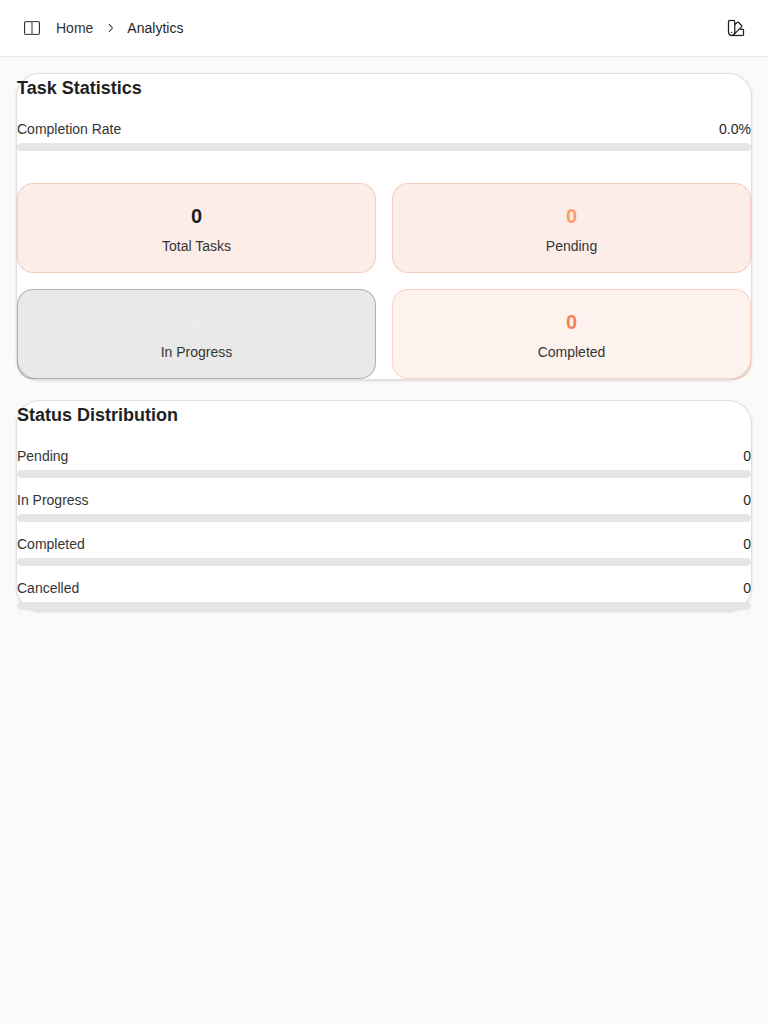 Home > Analytics
Task Statistics
Completion Rate 0.0%
0
Total Tasks
0
Pending
In Progress
0
Completed
Status Distribution
Pending 0
In Progress 0
Completed 0
Cancelled 0